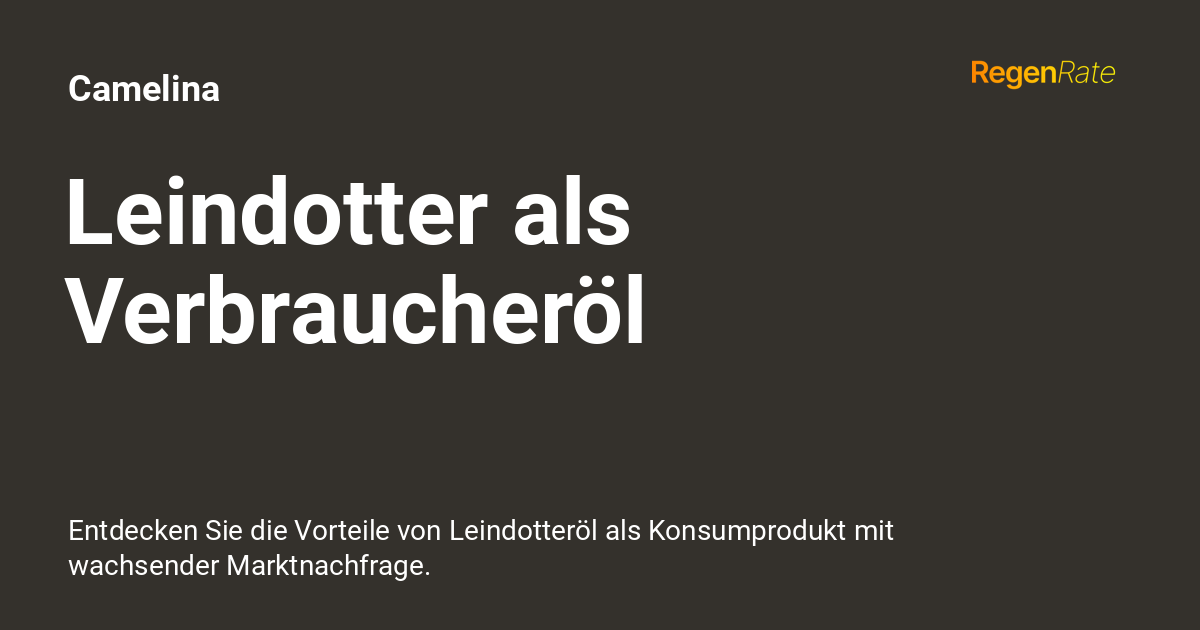 Camelina
RegenRate
Leindotter als
Verbraucheröl
Entdecken Sie die Vorteile von Leindotteröl als Konsumprodukt mit
wachsender Marktnachfrage.